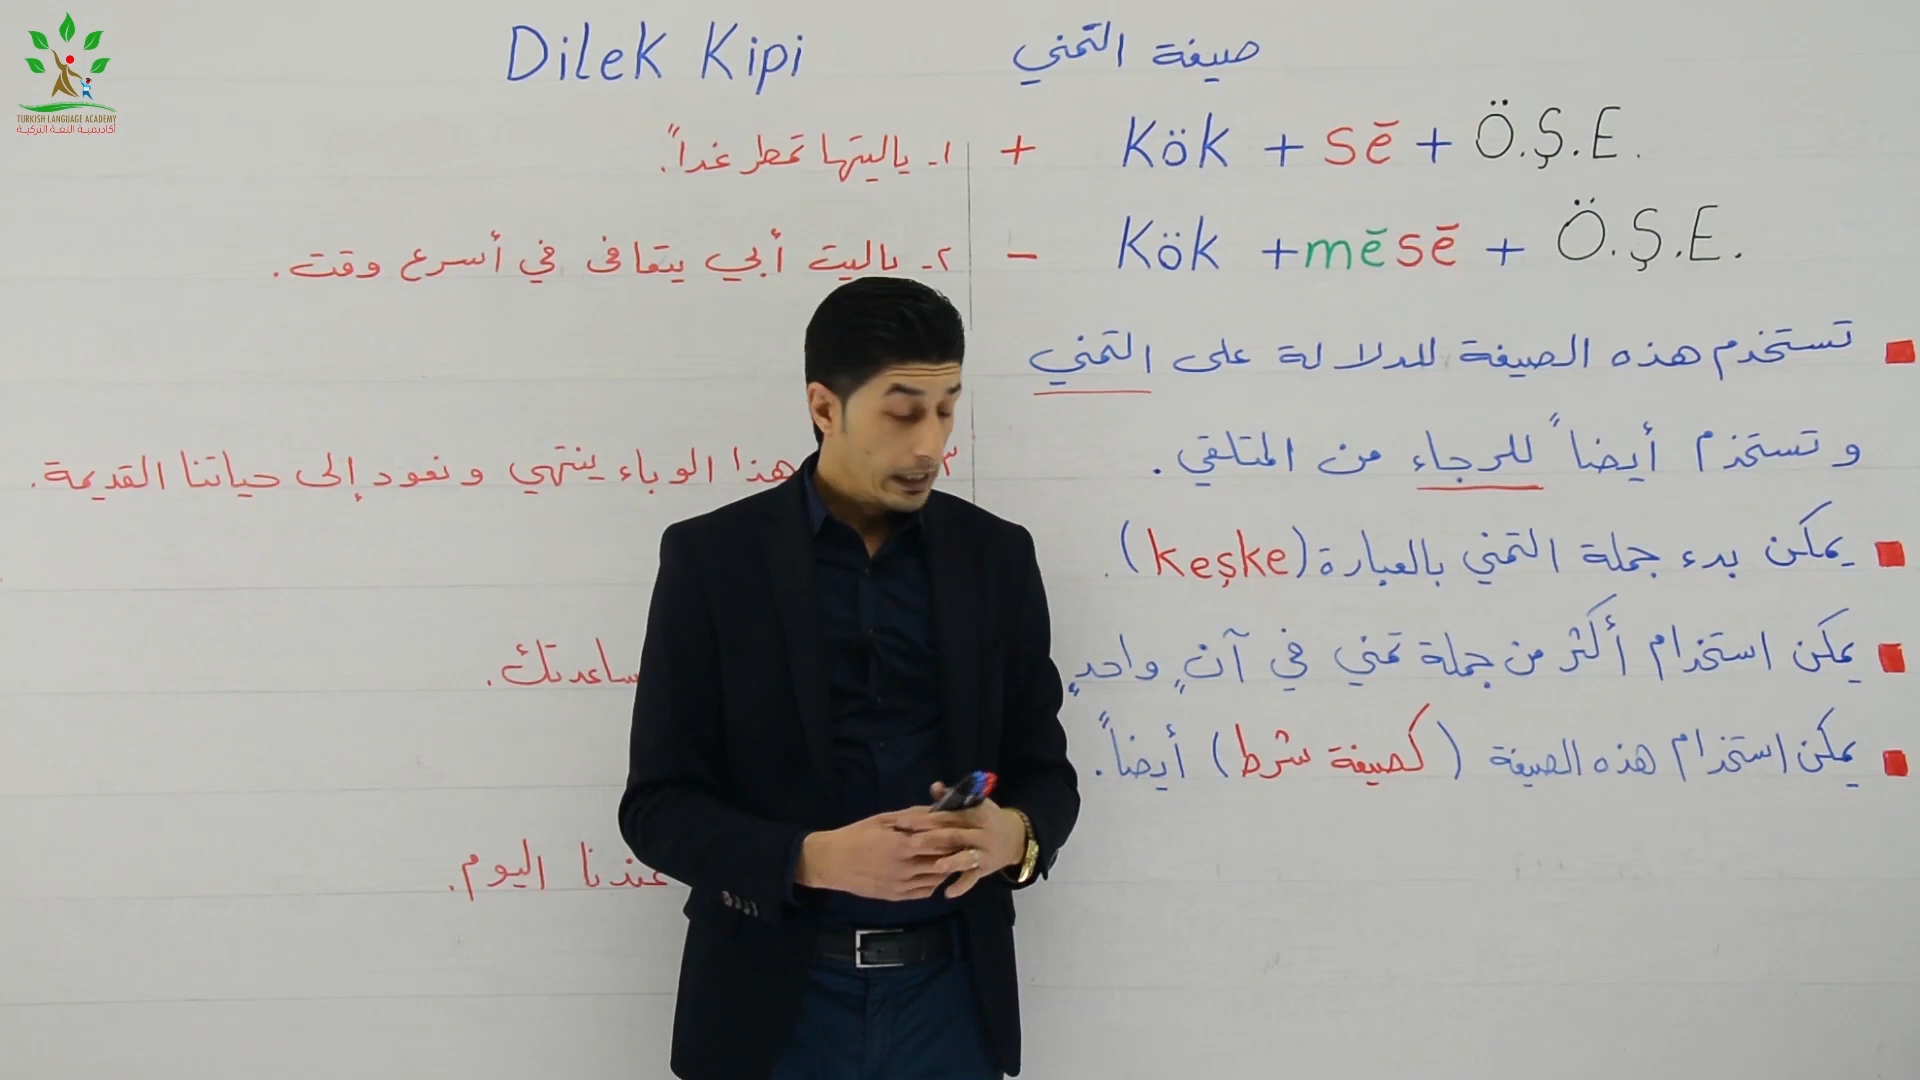 TURKISH LANGUAGE ACADEMY
أكاديمية اللغة التركية
Dilek Kipi صيغة التمني
+ Kök + sē + Ö.Ş.E.
- Kök + mēsē + Ö.Ş.E.
تستخدم هذه الصيغة للدلالة على التمني
وتستخدم أيضاً للرجاء من المتلقي.
يمكن بدء جملة التمني بالعبارة (keşke).
يمكن استخدام أكثر من جملة تمني في آنٍ واحدٍ
يمكن استخدام هذه الصيغة (كصيغة شرط) أيضاً.
١- ياليتها تمطر غداً.
٢- ياليت أبي يتعافى في أسرع وقت.
٣ هذا الوباء ينتهي ونعود إلى حياتنا القديمة.
ساعدتك.
عندنا اليوم.